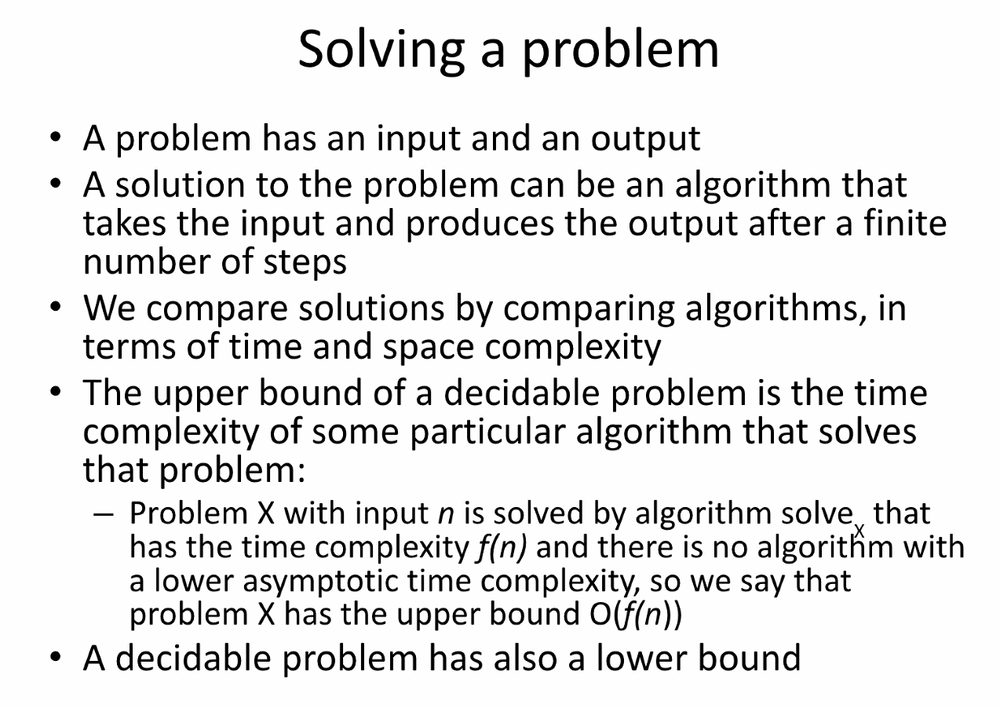 Solving a problem
• A problem has an input and an output
• A solution to the problem can be an algorithm that
takes the input and produces the output after a finite
number of steps
• We compare solutions by comparing algorithms, in
terms of time and space complexity
• The upper bound of a decidable problem is the time
complexity of some particular algorithm that solves
that problem:
– Problem X with input n is solved by algorithm solveX that
has the time complexity f(n) and there is no algorithm with
a lower asymptotic time complexity, so we say that
problem X has the upper bound O(f(n))
• A decidable problem has also a lower bound